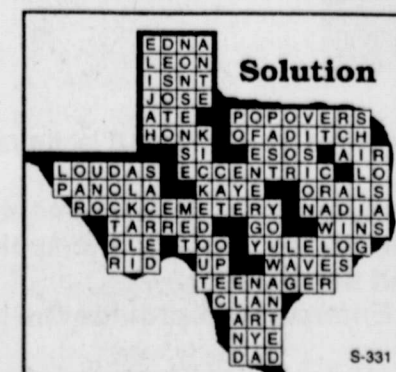 EDNA
LEON
Solution
ISNT
JOSE
ATE POPOVERS
HONK OFADITCH
SI ESOS AIR
LOUDAS ECCENTRIC LO
PANOLA KAYE ORALS
ROCKCEMETERY NADIA
TARRED GO WINS
OLE TOO YULELOG
RID UP WAVES
TEENAGER
CLAN
ART
NYE
DAD
S-331